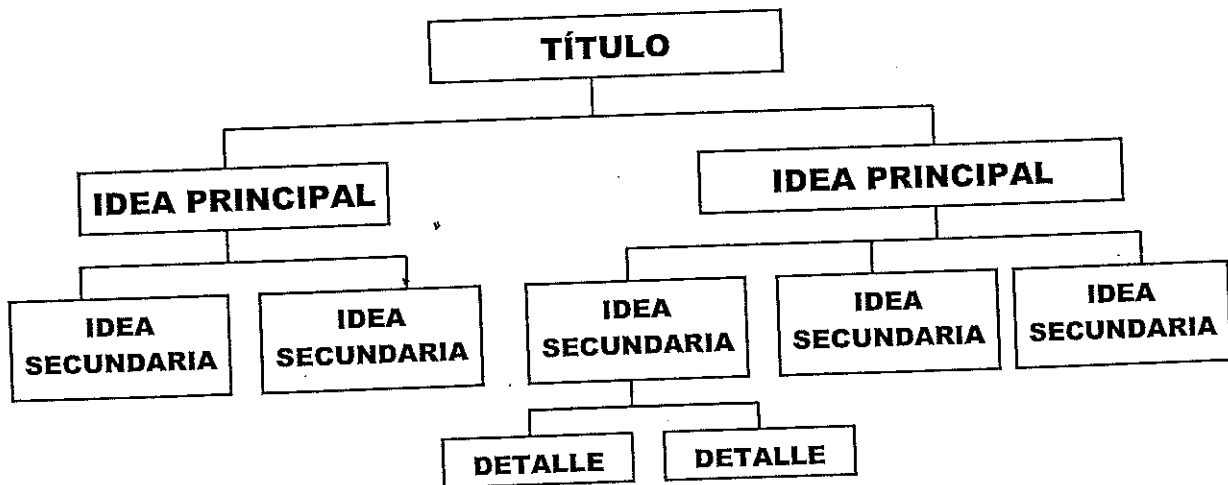 TÍTULO
IDEA PRINCIPAL
IDEA PRINCIPAL
IDEA
SECUNDARIA
IDEA
SECUNDARIA
IDEA
SECUNDARIA
IDEA
SECUNDARIA
IDEA
SECUNDARIA
DETALLE
DETALLE